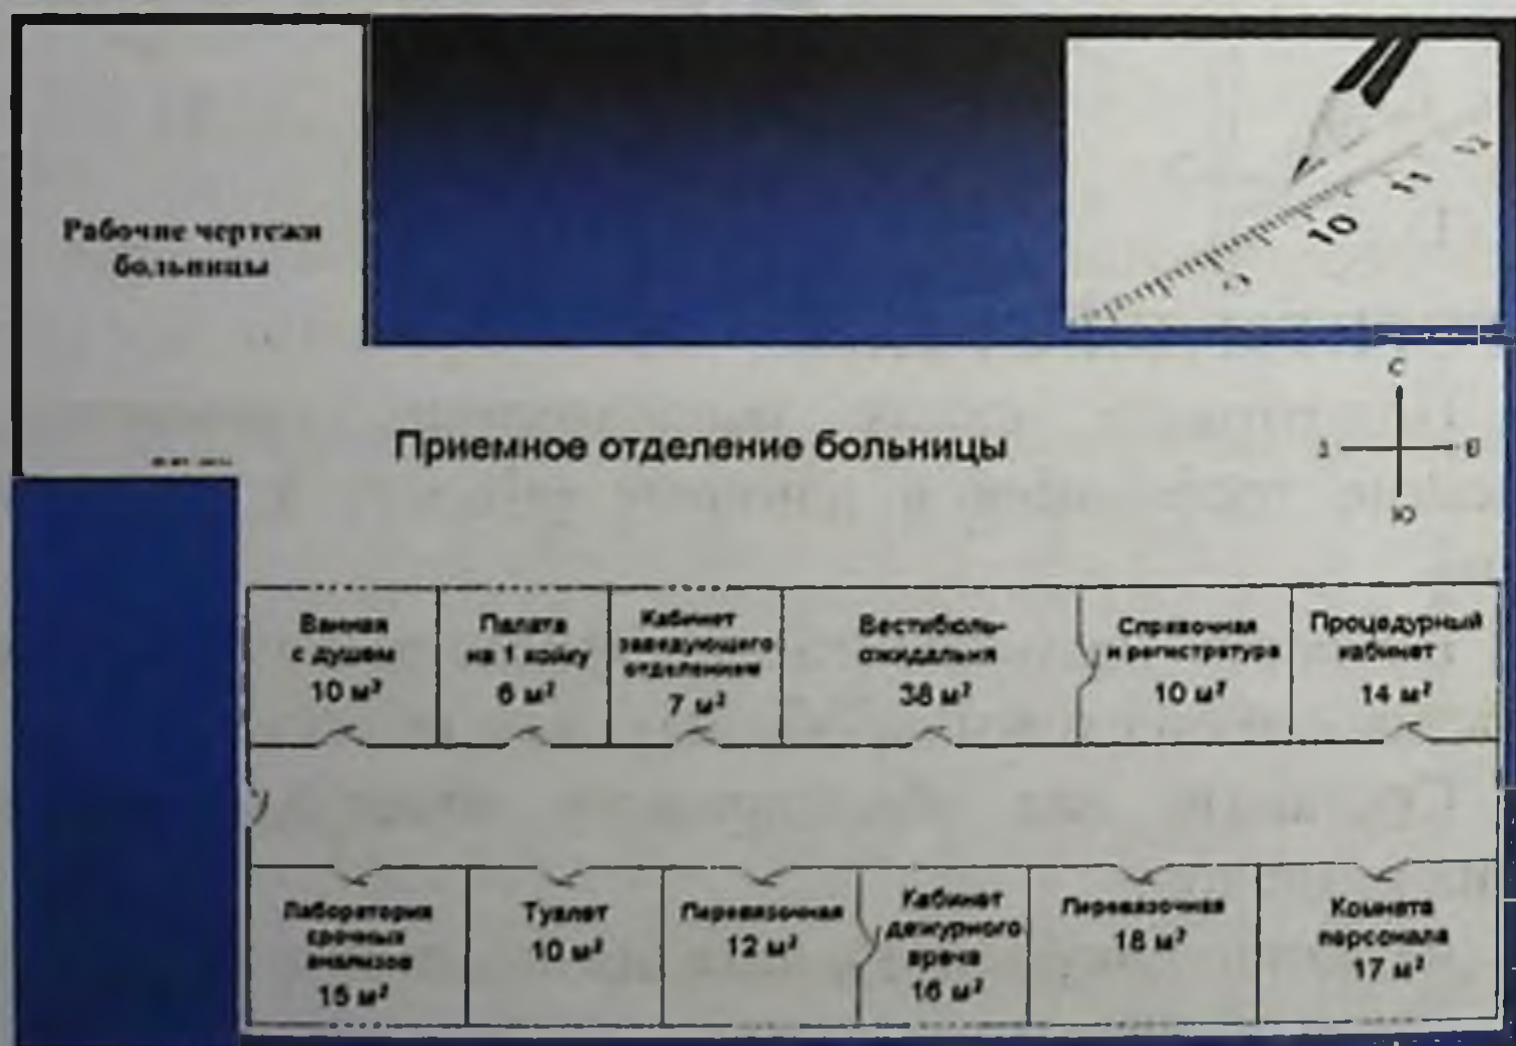 Рабочие чертежи
больницы
10
11
12
С
З
В
Ю
Приемное отделение больницы
Ванная
с душем
10 м²
Палата
на 1 койку
6 м²
Кабинет
заведующего
отделением
7 м²
Вестибюль-
ожидальня
38 м²
Справочная
и регистратура
10 м²
Процедурный
кабинет
14 м²
Лаборатория
срочных
анализов
15 м²
Туалет
10 м²
Перевязочная
12 м²
Кабинет
дежурного
врача
16 м²
Перевязочная
18 м²
Комната
персонала
17 м²